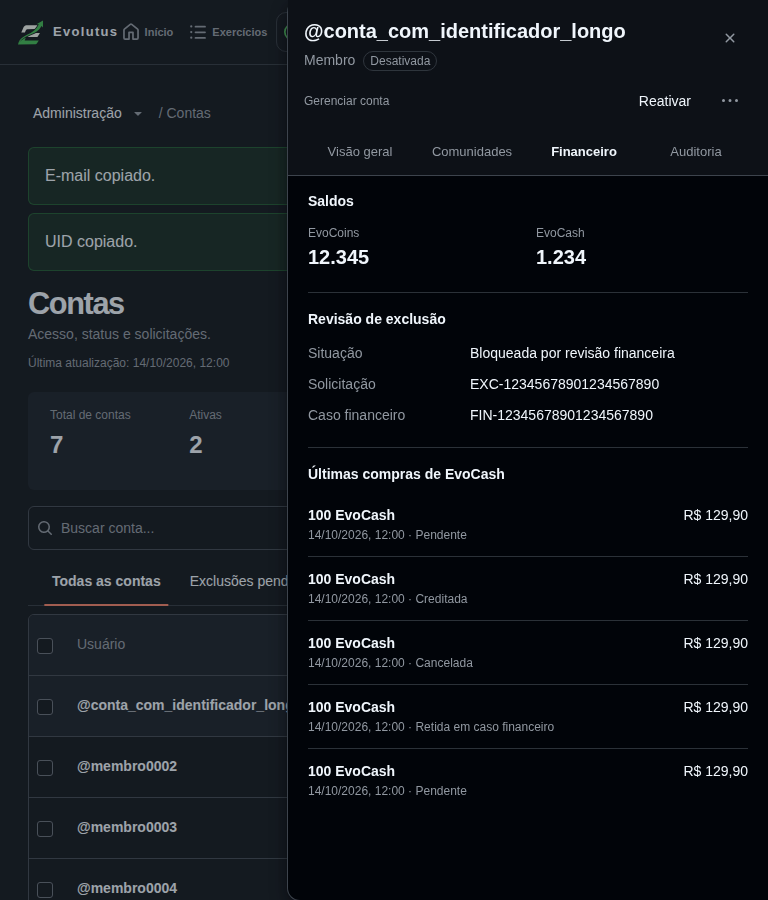 Evolutus
Início
Exercícios
Administração
/ Contas
E-mail copiado.
UID copiado.
Contas
Acesso, status e solicitações.
Última atualização: 14/10/2026, 12:00
Total de contas
Ativas
7
2
Buscar conta...
Todas as contas
Exclusões pend
Usuário
@conta_com_identificador_long
@membro0002
@membro0003
@membro0004
@conta_com_identificador_longo
Membro
Desativada
Gerenciar conta
Reativar
Visão geral
Comunidades
Financeiro
Auditoria
Saldos
EvoCoins
EvoCash
12.345
1.234
Revisão de exclusão
Situação
Bloqueada por revisão financeira
Solicitação
EXC-12345678901234567890
Caso financeiro
FIN-12345678901234567890
Últimas compras de EvoCash
100 EvoCash
R$ 129,90
14/10/2026, 12:00 · Pendente
100 EvoCash
R$ 129,90
14/10/2026, 12:00 · Creditada
100 EvoCash
R$ 129,90
14/10/2026, 12:00 · Cancelada
100 EvoCash
R$ 129,90
14/10/2026, 12:00 · Retida em caso financeiro
100 EvoCash
R$ 129,90
14/10/2026, 12:00 · Pendente